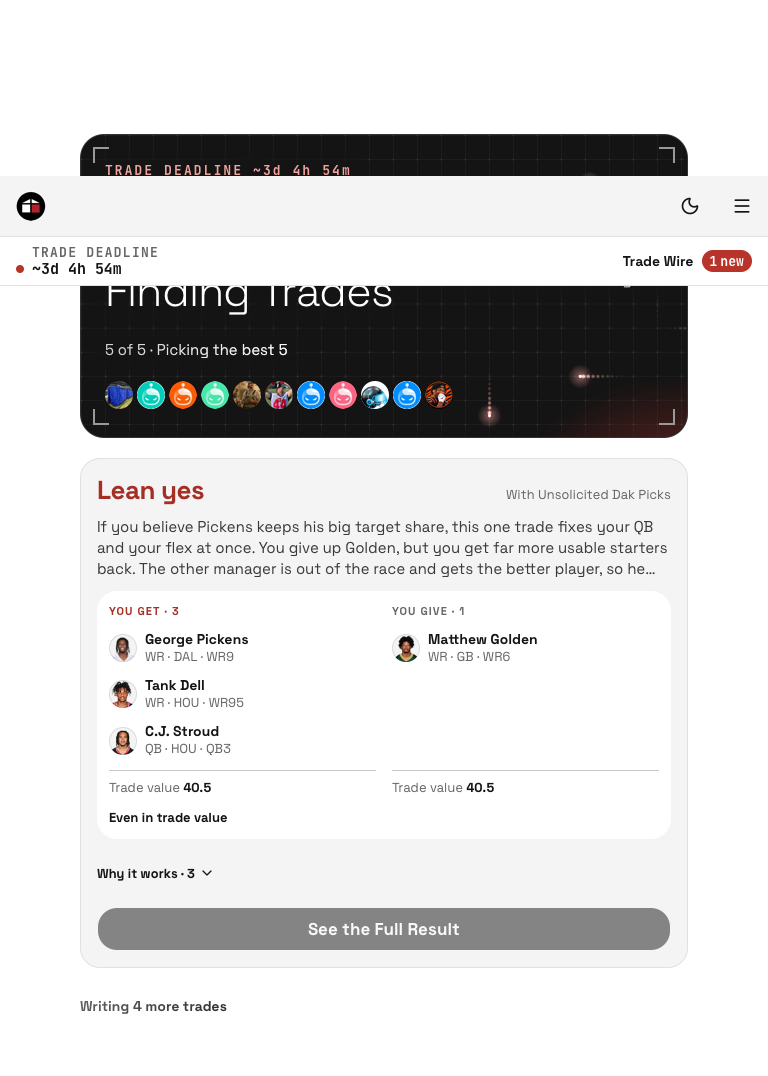 TRADE DEADLINE ~3d 4h 54m
TRADE DEADLINE
~3d 4h 54m
Trade Wire 1 new
Finding Trades
5 of 5 · Picking the best 5
Lean yes
With Unsolicited Dak Picks
If you believe Pickens keeps his big target share, this one trade fixes your QB
and your flex at once. You give up Golden, but you get far more usable starters
back. The other manager is out of the race and gets the better player, so he…
YOU GET · 3
George Pickens
WR · DAL · WR9
Tank Dell
WR · HOU · WR95
C.J. Stroud
QB · HOU · QB3
Trade value 40.5
Even in trade value
YOU GIVE · 1
Matthew Golden
WR · GB · WR6
Trade value 40.5
Why it works · 3
See the Full Result
Writing 4 more trades